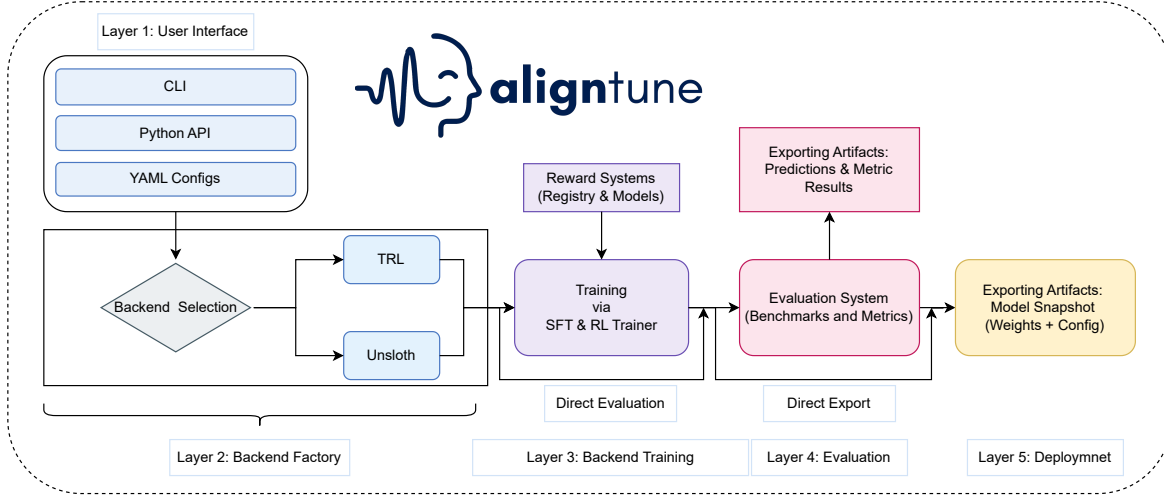 Layer 1: User Interface
CLI
Python API
YAML Configs
aligntune
Reward Systems
(Registry & Models)
Exporting Artifacts:
Predictions & Metric
Results
Backend Selection
TRL
Unsloth
Training
via
SFT & RL Trainer
Evaluation System
(Benchmarks and Metrics)
Exporting Artifacts:
Model Snapshot
(Weights + Config)
Direct Evaluation
Direct Export
Layer 2: Backend Factory
Layer 3: Backend Training
Layer 4: Evaluation
Layer 5: Deploymnet